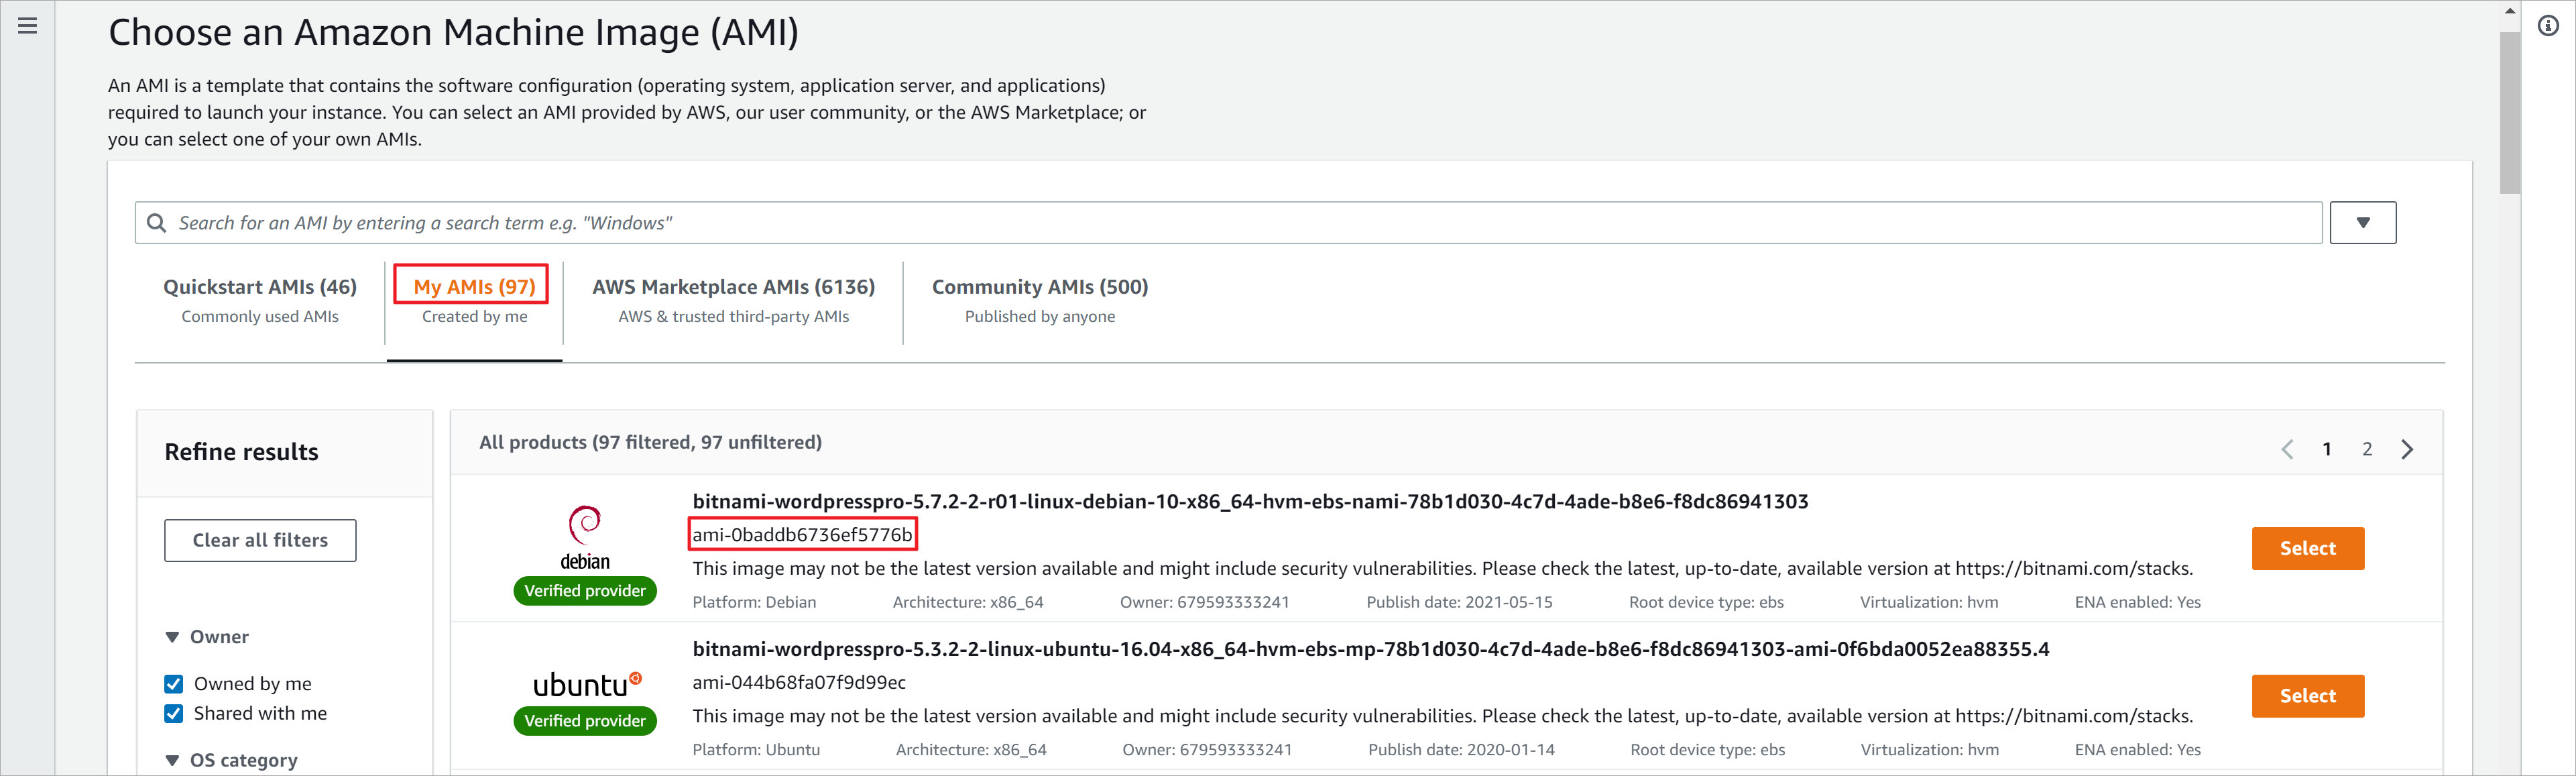 Choose an Amazon Machine Image (AMI)
An AMI is a template that contains the software configuration (operating system, application server, and applications)
required to launch your instance. You can select an AMI provided by AWS, our user community, or the AWS Marketplace; or
you can select one of your own AMIs.
Search for an AMI by entering a search term e.g. "Windows"
Quickstart AMIs (46)
Commonly used AMIs
My AMIs (97)
Created by me
AWS Marketplace AMIs (6136)
AWS & trusted third-party AMIs
Community AMIs (500)
Published by anyone
Refine results
Clear all filters
Owner
Owned by me
Shared with me
OS category
All products (97 filtered, 97 unfiltered)
1 2
debian
Verified provider
bitnami-wordpresspro-5.7.2-2-r01-linux-debian-10-x86_64-hvm-ebs-nami-78b1d030-4c7d-4ade-b8e6-f8dc86941303
ami-0baddb6736ef5776b
This image may not be the latest version available and might include security vulnerabilities. Please check the latest, up-to-date, available version at https://bitnami.com/stacks.
Platform: Debian Architecture: x86_64 Owner: 679593333241 Publish date: 2021-05-15 Root device type: ebs Virtualization: hvm ENA enabled: Yes
Select
ubuntu
Verified provider
bitnami-wordpresspro-5.3.2-2-linux-ubuntu-16.04-x86_64-hvm-ebs-mp-78b1d030-4c7d-4ade-b8e6-f8dc86941303-ami-0f6bda0052ea88355.4
ami-044b68fa07f9d99ec
This image may not be the latest version available and might include security vulnerabilities. Please check the latest, up-to-date, available version at https://bitnami.com/stacks.
Platform: Ubuntu Architecture: x86_64 Owner: 679593333241 Publish date: 2020-01-14 Root device type: ebs Virtualization: hvm ENA enabled: Yes
Select